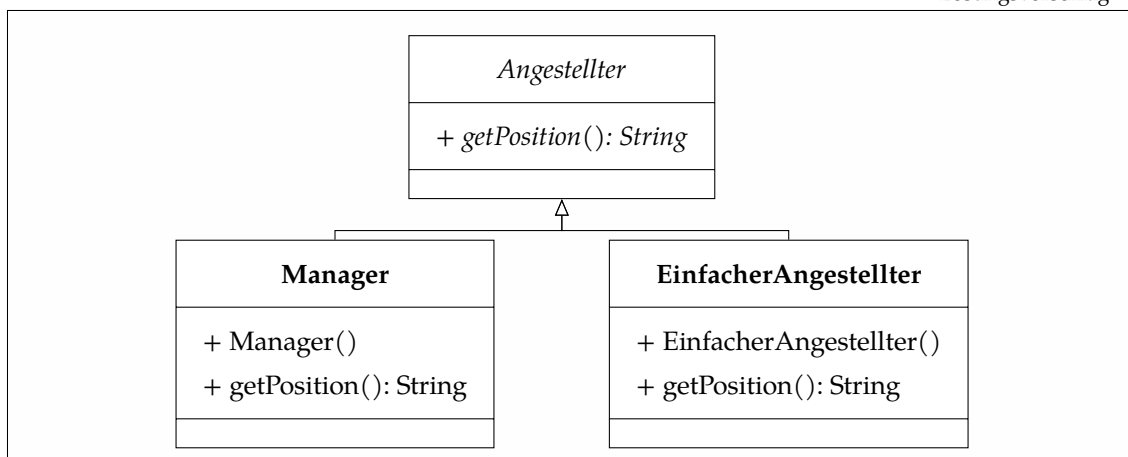 Angestellter
+ getPosition(): String
Manager
EinfacherAngestellter
+ Manager()
+ getPosition(): String
+ EinfacherAngestellter()
+ getPosition(): String